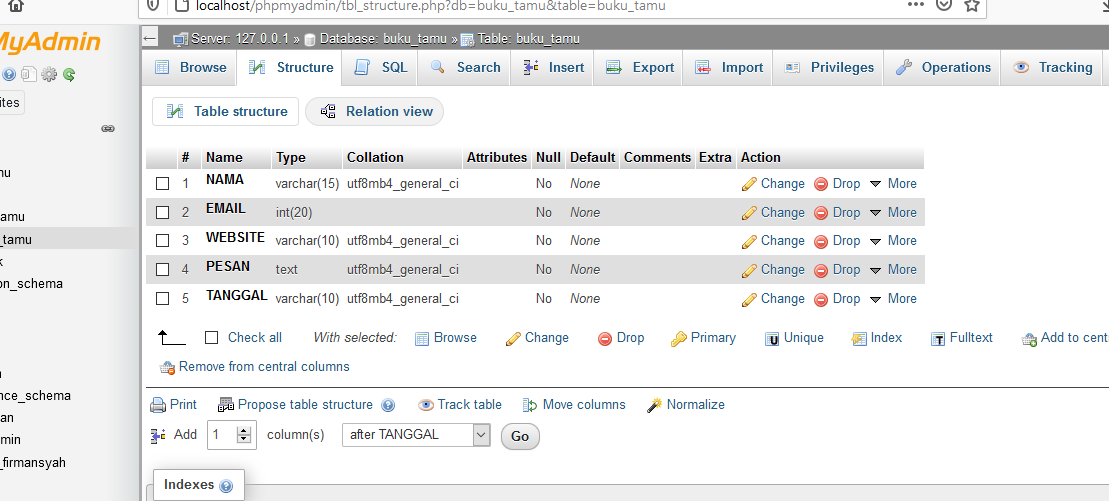 localhost/phpmyadmin/tbl_structure.php?db=buku_tamu&table=buku_tamu
MyAdmin
Server: 127.0.0.1 » Database: buku_tamu » Table: buku_tamu
Browse Structure SQL Search Insert Export Import Privileges Operations Tracking
ites
Table structure Relation view
# Name Type Collation Attributes Null Default Comments Extra Action
1 NAMA varchar(15) utf8mb4_general_ci No None Change Drop More
2 EMAIL int(20) No None Change Drop More
3 WEBSITE varchar(10) utf8mb4_general_ci No None Change Drop More
4 PESAN text utf8mb4_general_ci No None Change Drop More
5 TANGGAL varchar(10) utf8mb4_general_ci No None Change Drop More
mu
amu
_tamu
k
on_schema
Check all With selected: Browse Change Drop Primary Unique Index Fulltext Add to cent
Remove from central columns
nce_schema
an
min
_firmansyah
Print Propose table structure Track table Move columns Normalize
Add 1 column(s) after TANGGAL Go
Indexes